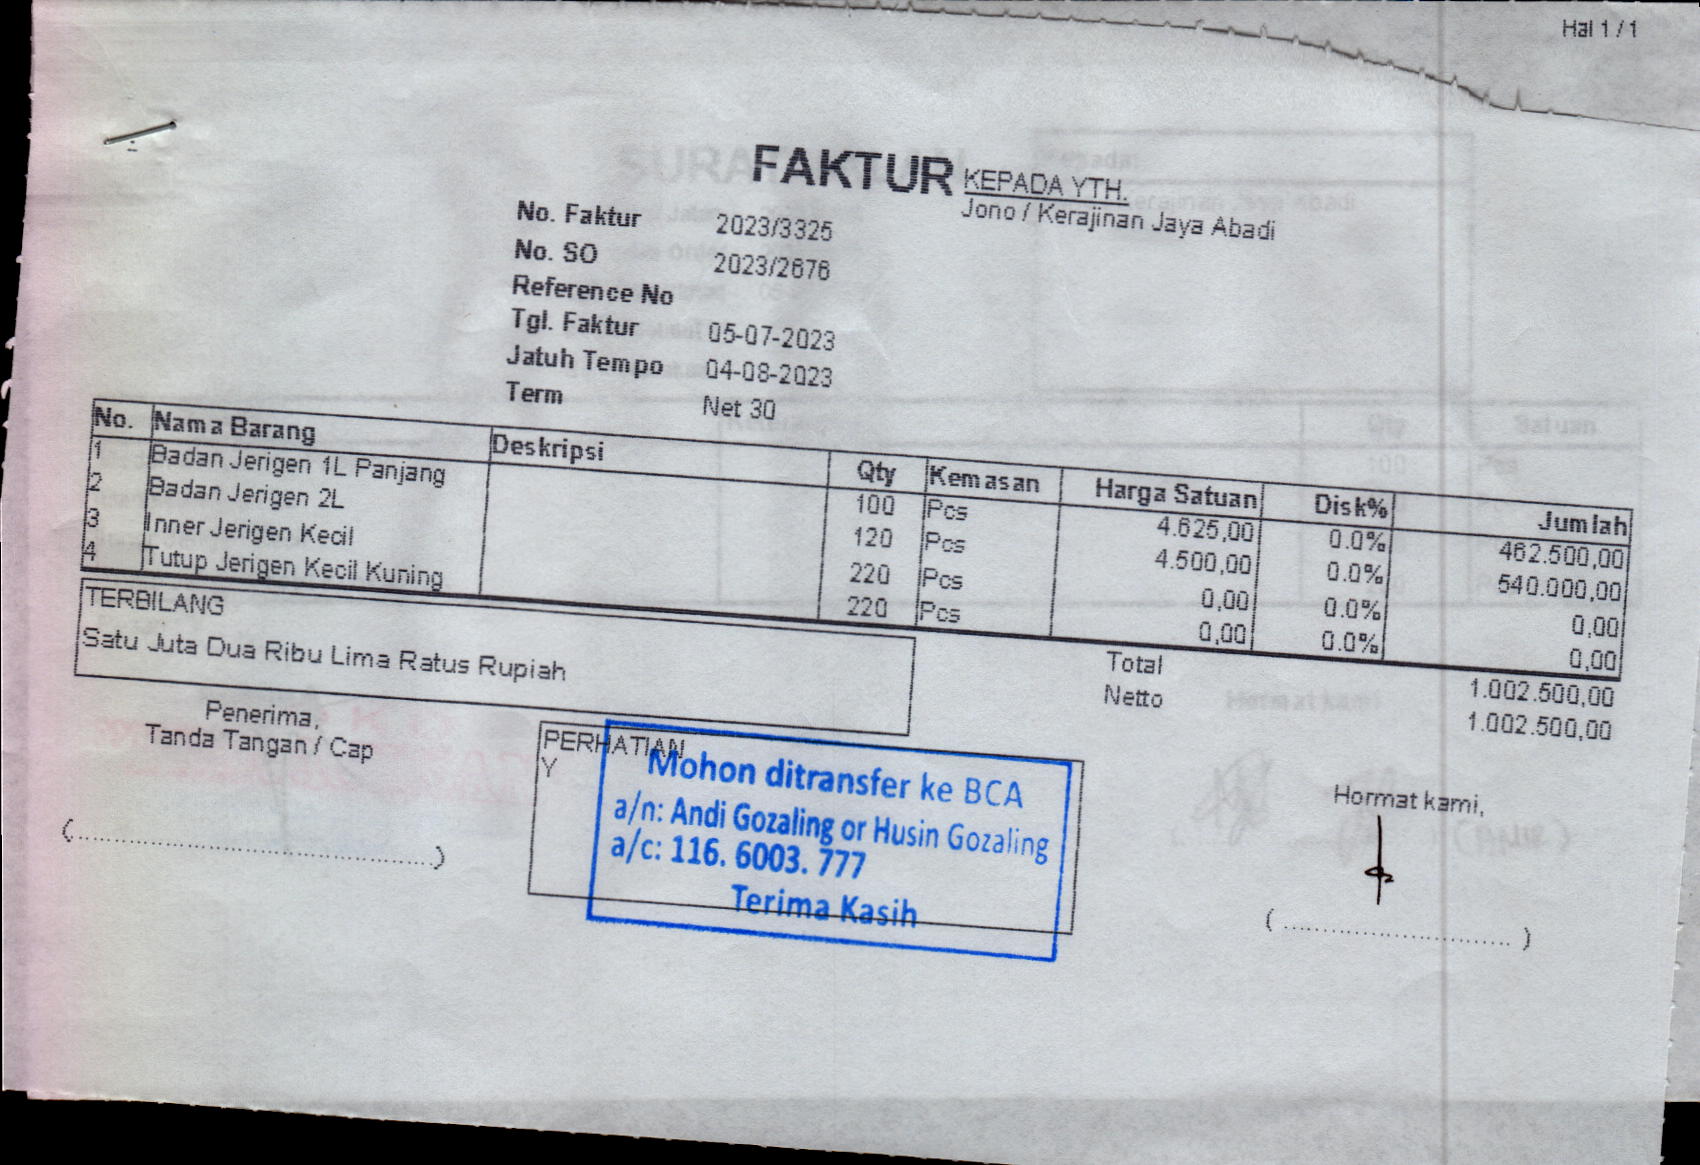 Hal 1 / 1
FAKTUR
KEPADA YTH.
Jono / Kerajinan Jaya Abadi
No. Faktur 2023/3325
No. SO 2023/2676
Reference No
Tgl. Faktur 05-07-2023
Jatuh Tempo 04-08-2023
Term Net 30
No. Nama Barang Deskripsi Qty Kemasan Harga Satuan Disk% Jumlah
1 Badan Jerigen 1L Panjang 100 Pcs 4.625,00 0.0% 462.500,00
2 Badan Jerigen 2L 120 Pcs 4.500,00 0.0% 540.000,00
3 Inner Jerigen Kecil 220 Pcs 0,00 0.0% 0,00
4 Tutup Jerigen Kecil Kuning 220 Pcs 0,00 0.0% 0,00
TERBILANG
Satu Juta Dua Ribu Lima Ratus Rupiah
Total 1.002.500,00
Netto 1.002.500,00
Penerima,
Tanda Tangan / Cap
(........................................)
PERHATIAN
Y
Mohon ditransfer ke BCA
a/n: Andi Gozaling or Husin Gozaling
a/c: 116. 6003. 777
Terima Kasih
Hormat kami,
( ............................ )